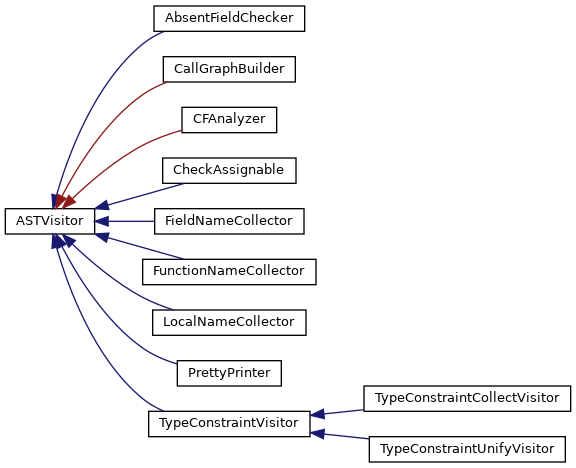 AbsentFieldChecker
CallGraphBuilder
CFAnalyzer
CheckAssignable
ASTVisitor
FieldNameCollector
FunctionNameCollector
LocalNameCollector
PrettyPrinter
TypeConstraintCollectVisitor
TypeConstraintVisitor
TypeConstraintUnifyVisitor